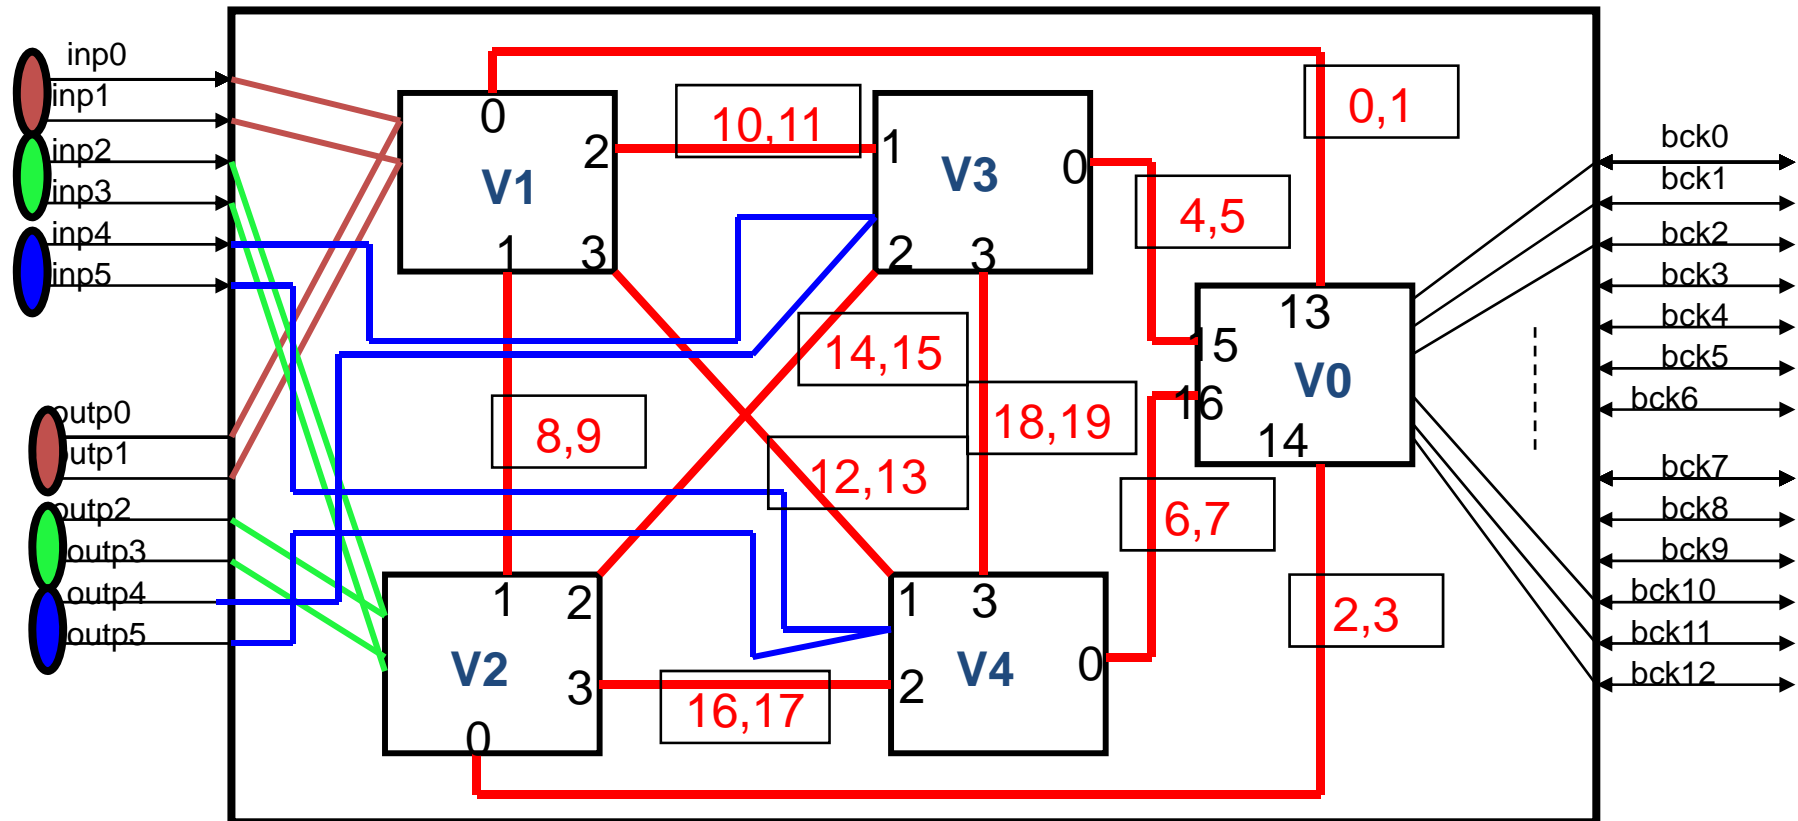 inp0
inp1
inp2
inp3
inp4
inp5
outp0
utp1
outp2
outp3
outp4
outp5
0
2
V1
1
3
10,11
1
V3
0
2
3
0,1
4,5
13
15
V0
16
14
14,15
18,19
8,9
12,13
6,7
2,3
1
2
V2
3
0
16,17
1
3
V4
0
2
bck0
bck1
bck2
bck3
bck4
bck5
bck6
bck7
bck8
bck9
bck10
bck11
bck12